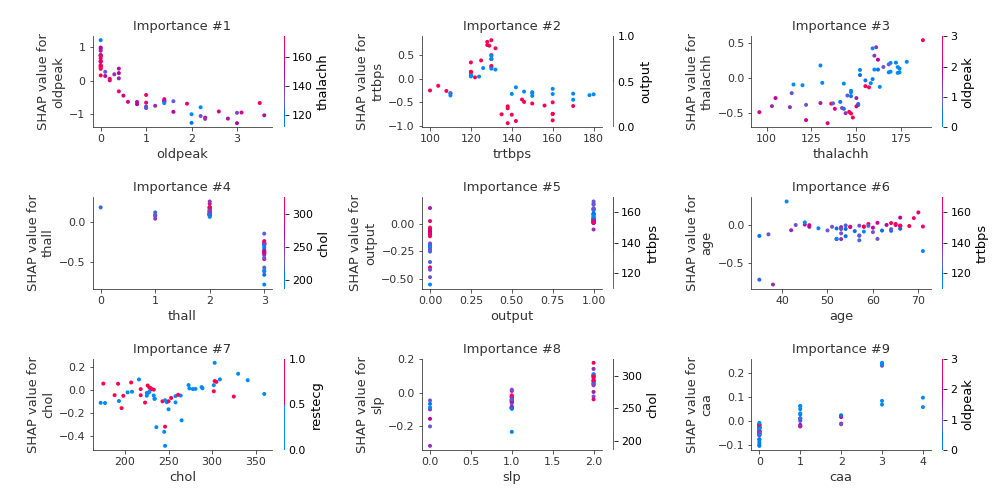 Importance #1
SHAP value for
oldpeak
1
0
−1
0
1
2
3
oldpeak
160
140
120
thalachh
Importance #2
SHAP value for
trtbps
0.5
0.0
−0.5
−1.0
100
120
140
160
180
trtbps
1.0
0.5
0.0
output
Importance #3
SHAP value for
thalachh
0.5
0.0
−0.5
100
125
150
175
thalachh
3
2
1
0
oldpeak
Importance #4
SHAP value for
thall
0.0
−0.5
0
1
2
3
thall
300
250
200
chol
Importance #5
SHAP value for
output
0.00
−0.25
−0.50
0.00
0.25
0.50
0.75
1.00
output
160
140
120
trtbps
Importance #6
SHAP value for
age
0.0
−0.5
40
50
60
70
age
160
140
120
trtbps
Importance #7
SHAP value for
chol
0.2
0.0
−0.2
−0.4
200
250
300
350
chol
1.0
0.5
0.0
restecg
Importance #8
SHAP value for
slp
0.2
0.0
−0.2
0.0
0.5
1.0
1.5
2.0
slp
300
250
200
chol
Importance #9
SHAP value for
caa
0.2
0.1
0.0
−0.1
0
1
2
3
4
caa
3
2
1
0
oldpeak